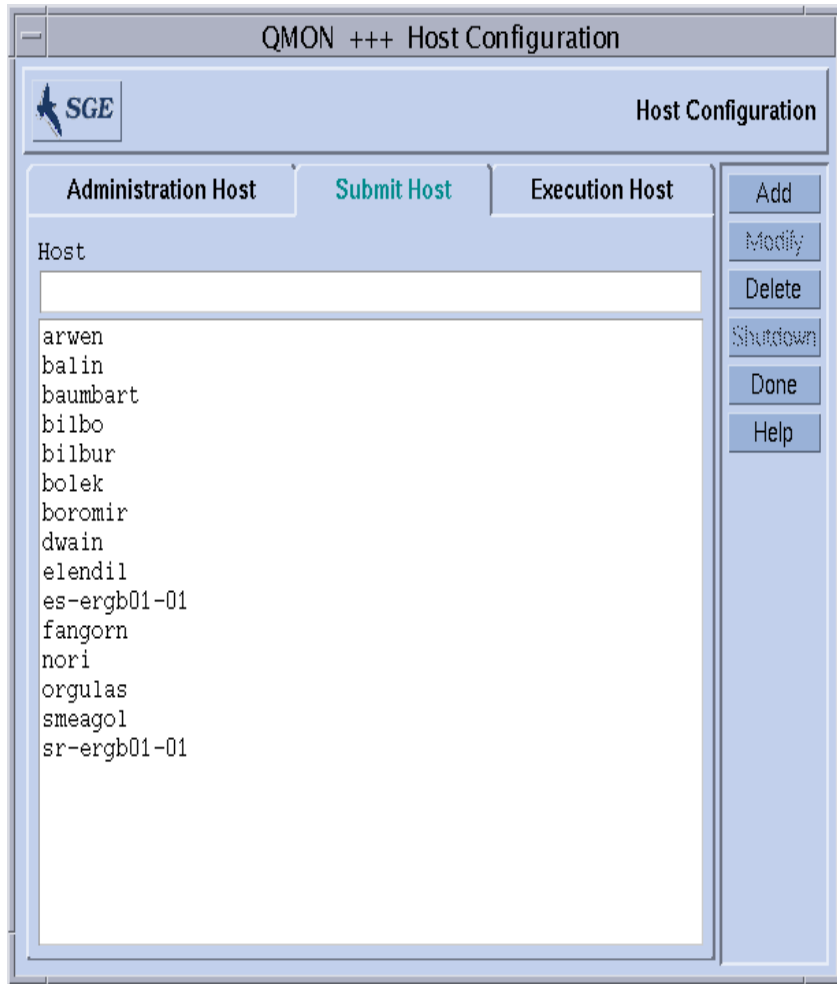 QMON +++ Host Configuration
SGE
Host Configuration
Administration Host
Submit Host
Execution Host
Host
arwen
balin
baumbart
bilbo
bilbur
bolek
boromir
dwain
elendil
es-ergb01-01
fangorn
nori
orgulas
smeagol
sr-ergb01-01
Add
Modify
Delete
Shutdown
Done
Help